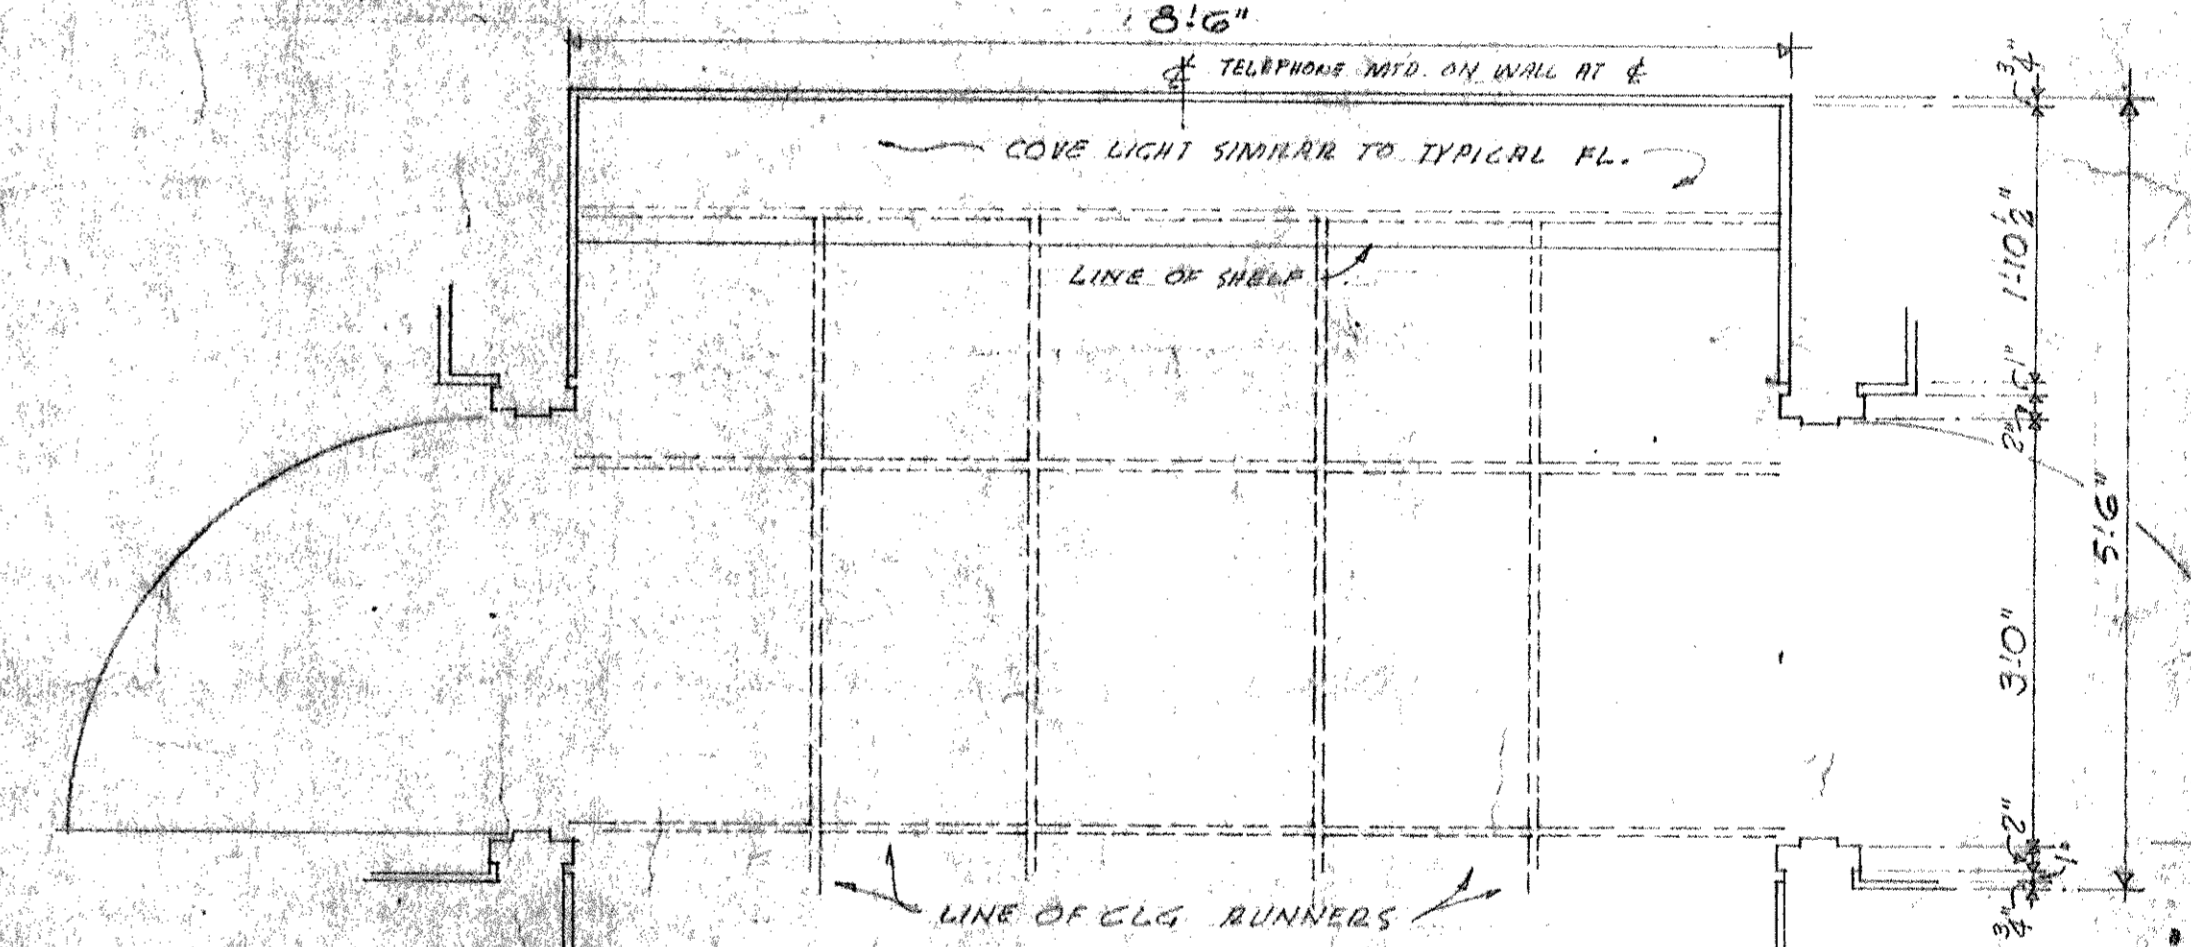 8'6"
℄ TELEPHONE MTD. ON WALL AT ℄
COVE LIGHT SIMILAR TO TYPICAL FL.
LINE OF SHELF
LINE OF CLG RUNNERS
3/4"
1'-10 1/2"
1"
2"
3'0"
2"
1"
3/4"
5'6"